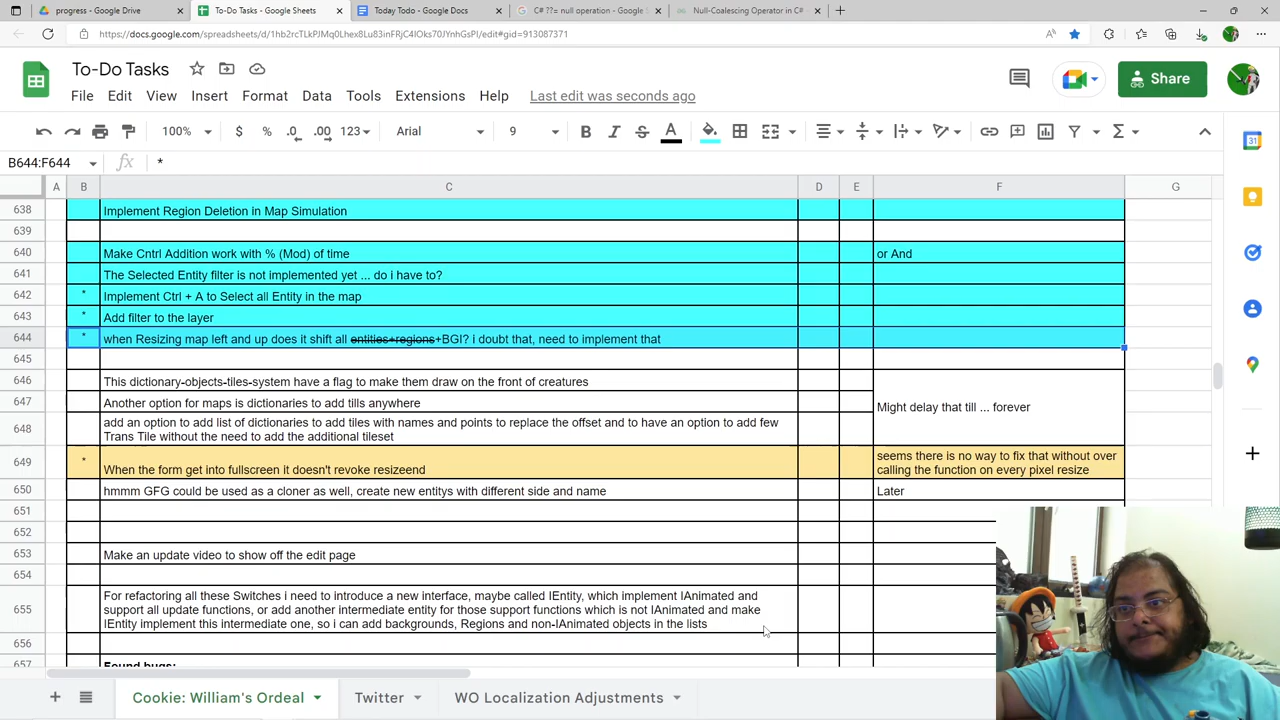 progress - Google Drive
To-Do Tasks - Google Sheets
Today Todo - Google Docs
C# ??= null operation - Google S
Null-Coalescing Operator in C#
https://docs.google.com/spreadsheets/d/1hb2rcTLkPJMq0Lhex8Lu83inFRjC4IOks70JYnhGsPI/edit#gid=913087371
To-Do Tasks
Share
File Edit View Insert Format Data Tools Extensions Help Last edit was seconds ago
100% $ % .0 .00 123 Arial 9 B I S A
B644:F644 fx *
A B C D E F G
638 Implement Region Deletion in Map Simulation
639
640 Make Cntrl Addition work with % (Mod) of time or And
641 The Selected Entity filter is not implemented yet ... do i have to?
642 * Implement Ctrl + A to Select all Entity in the map
643 * Add filter to the layer
644 * when Resizing map left and up does it shift all entities+regions+BGI? i doubt that, need to implement that
645
646 This dictionary-objects-tiles-system have a flag to make them draw on the front of creatures
647 Another option for maps is dictionaries to add tills anywhere
Might delay that till ... forever
648 add an option to add list of dictionaries to add tiles with names and points to replace the offset and to have an option to add few
Trans Tile without the need to add the additional tileset
649 * When the form get into fullscreen it doesn't revoke resizeend
seems there is no way to fix that without over
calling the function on every pixel resize
650 hmmm GFG could be used as a cloner as well, create new entitys with different side and name Later
651
652
653 Make an update video to show off the edit page
654
655 For refactoring all these Switches i need to introduce a new interface, maybe called IEntity, which implement IAnimated and
support all update functions, or add another intermediate entity for those support functions which is not IAnimated and make
IEntity implement this intermediate one, so i can add backgrounds, Regions and non-IAnimated objects in the lists
656
657 Found bugs:
Cookie: William's Ordeal Twitter WO Localization Adjustments
31